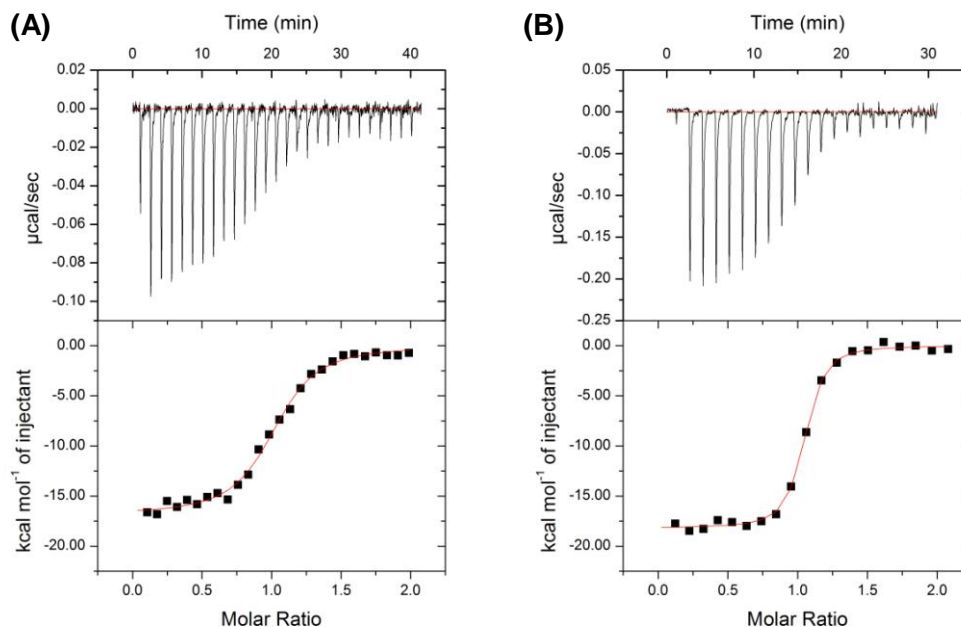 (A)
Time (min)
0 10 20 30 40
0.02
0.00
-0.02
-0.04
-0.06
-0.08
-0.10
µcal/sec
0.00
-5.00
-10.00
-15.00
-20.00
kcal mol⁻¹ of injectant
0.0 0.5 1.0 1.5 2.0
Molar Ratio
(B)
Time (min)
0 10 20 30
0.05
0.00
-0.05
-0.10
-0.15
-0.20
-0.25
µcal/sec
0.00
-5.00
-10.00
-15.00
-20.00
kcal mol⁻¹ of injectant
0.0 0.5 1.0 1.5 2.0
Molar Ratio